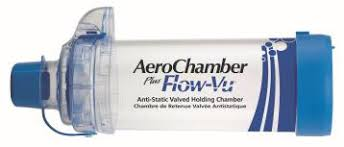 AeroChamber
Plus Flow-Vu
Anti-Static Valved Holding Chamber
Chambre de Retenue Valvée Antistatique